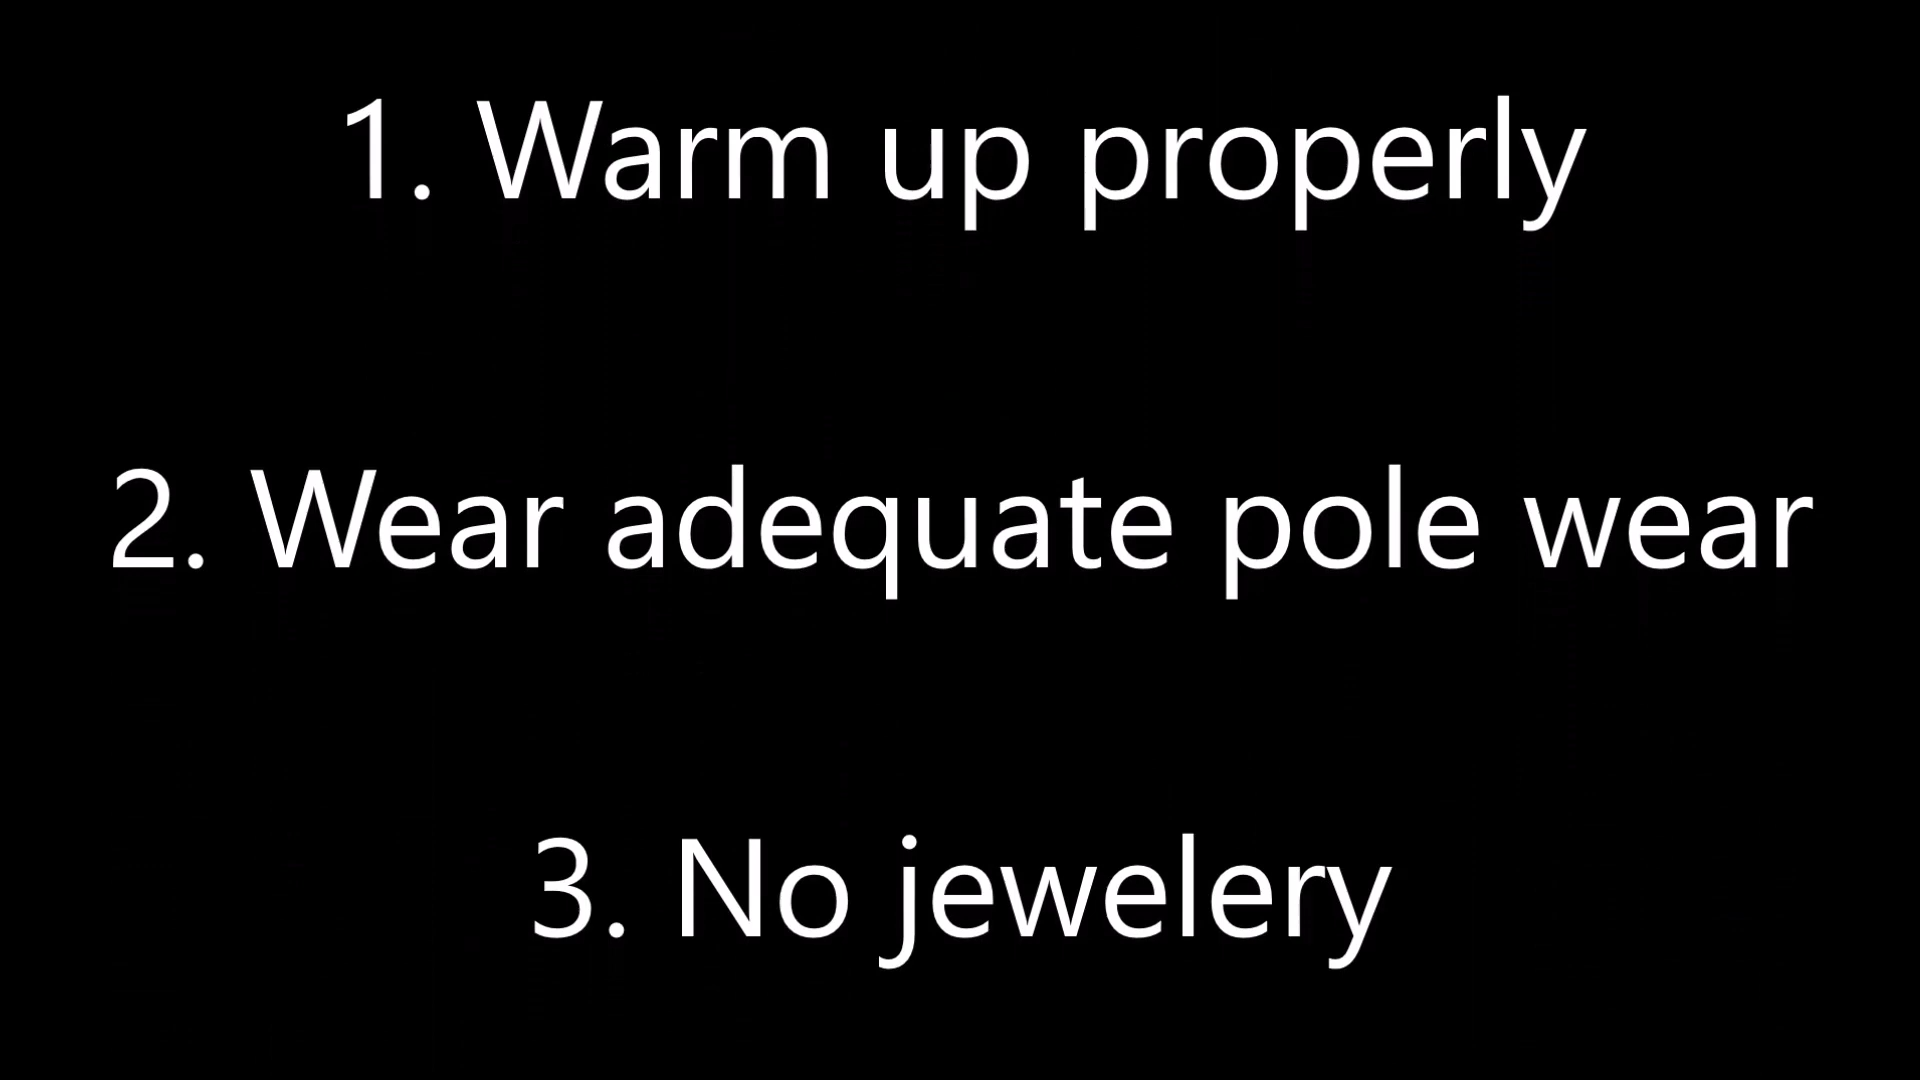 1. Warm up properly
2. Wear adequate pole wear
3. No jewelery